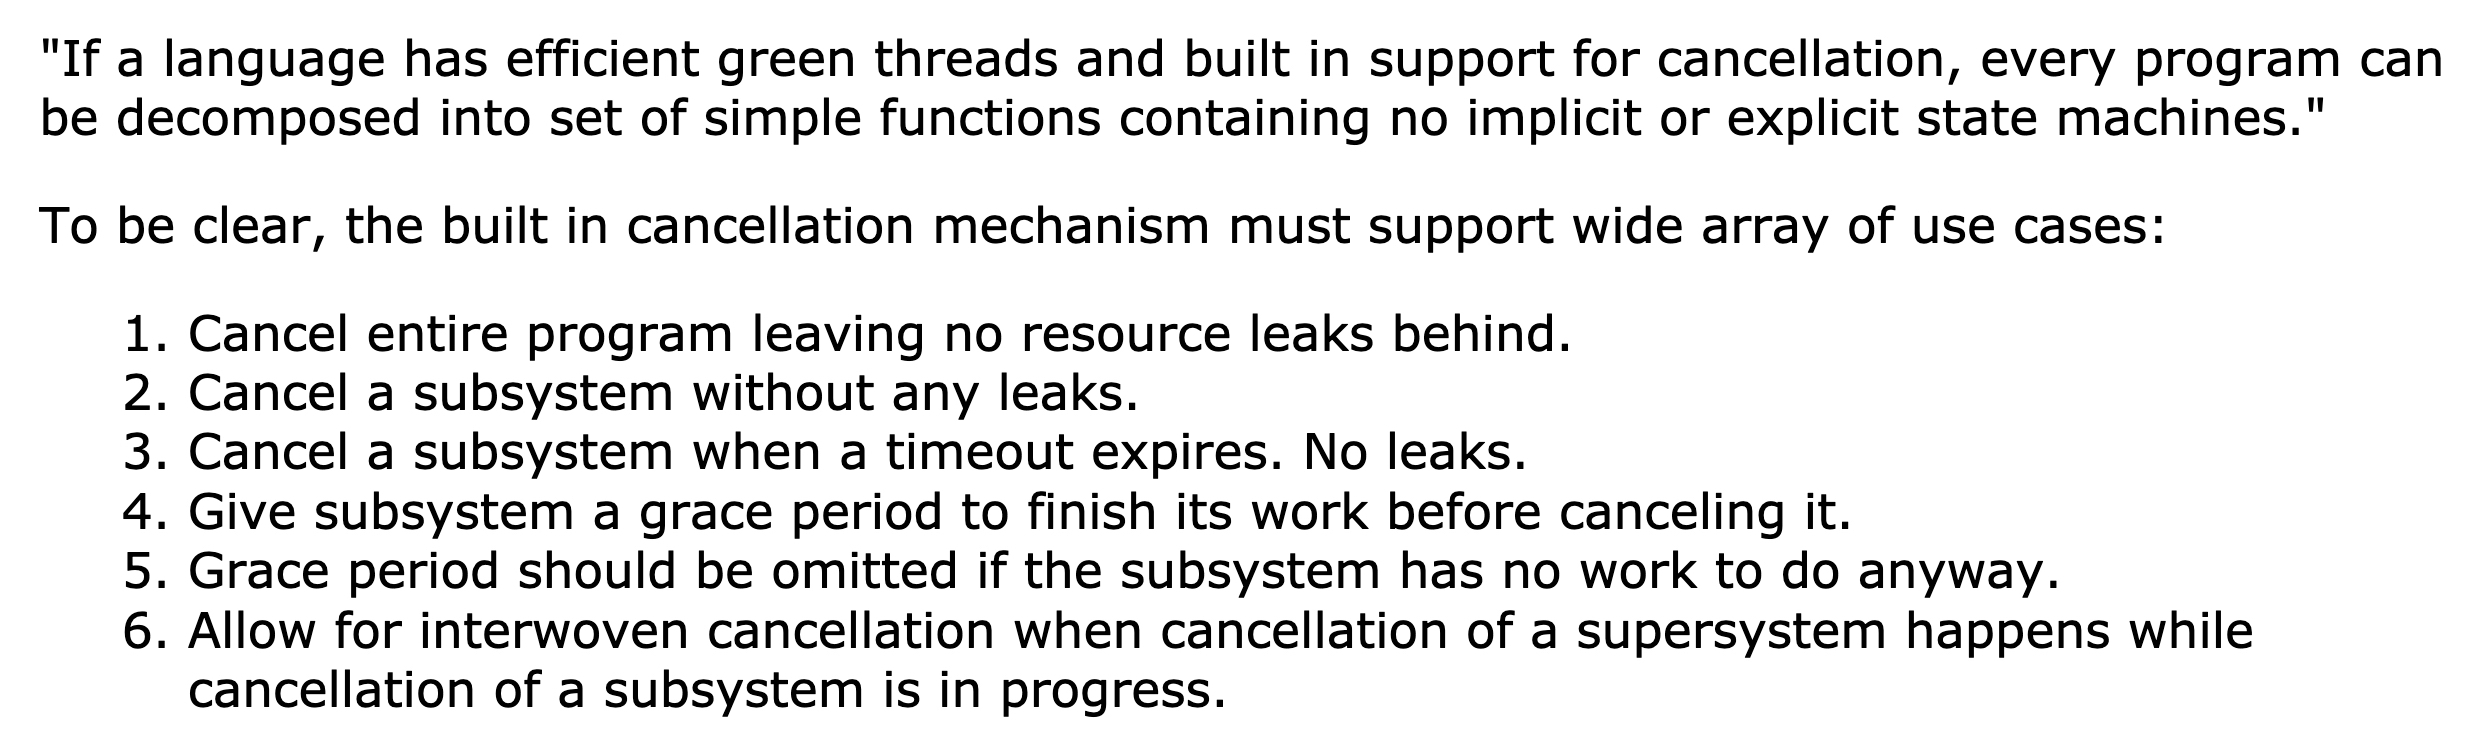 "If a language has efficient green threads and built in support for cancellation, every program can
be decomposed into set of simple functions containing no implicit or explicit state machines."
To be clear, the built in cancellation mechanism must support wide array of use cases:
1. Cancel entire program leaving no resource leaks behind.
2. Cancel a subsystem without any leaks.
3. Cancel a subsystem when a timeout expires. No leaks.
4. Give subsystem a grace period to finish its work before canceling it.
5. Grace period should be omitted if the subsystem has no work to do anyway.
6. Allow for interwoven cancellation when cancellation of a supersystem happens while
cancellation of a subsystem is in progress.